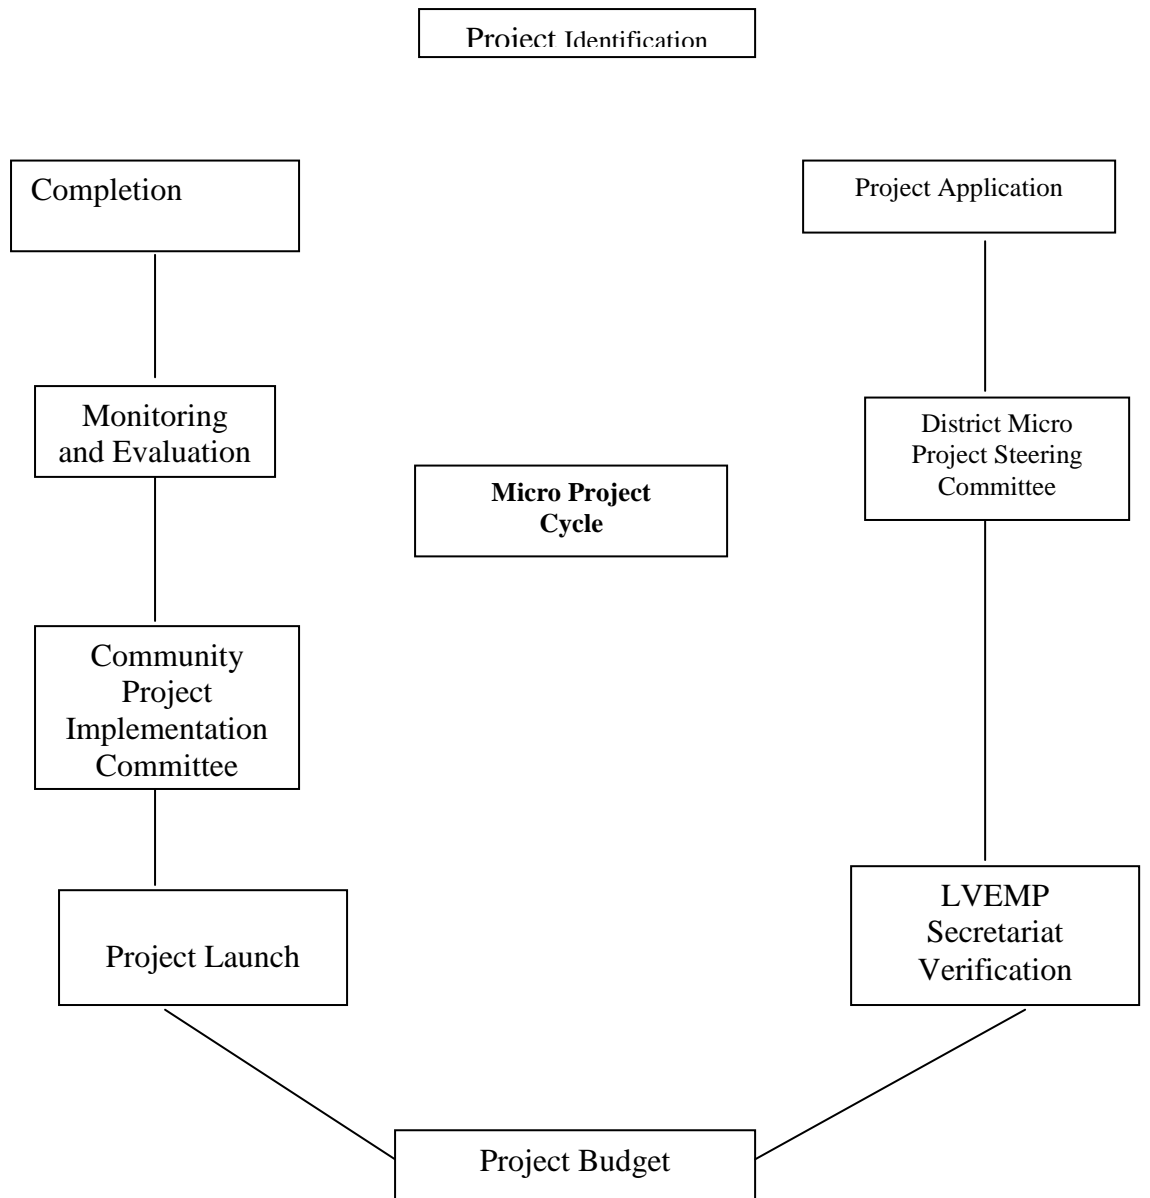 Project Identification
Completion
Project Application
Monitoring
and Evaluation
District Micro
Project Steering
Committee
Micro Project
Cycle
Community
Project
Implementation
Committee
Project Launch
LVEMP
Secretariat
Verification
Project Budget